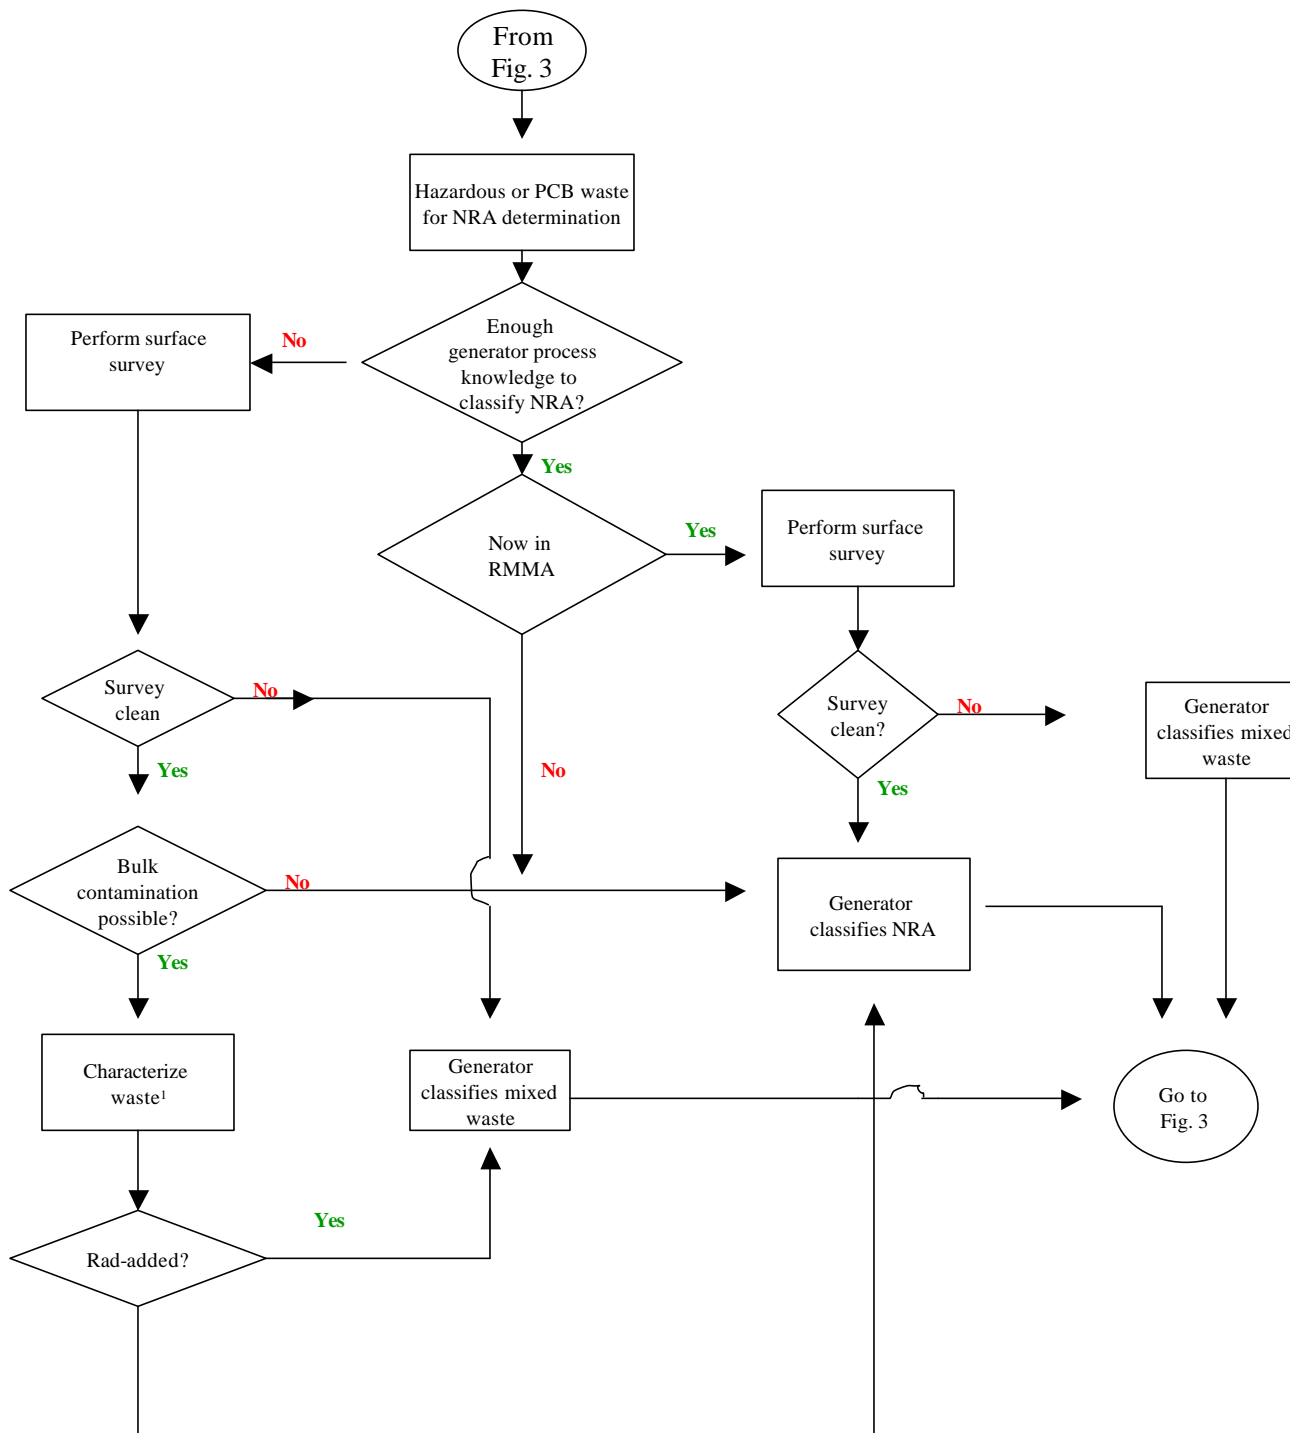 From
Fig. 3
Hazardous or PCB waste
for NRA determination
Enough
generator process
knowledge to
classify NRA?
No
Perform surface
survey
Yes
Now in
RMMA
Yes
Perform surface
survey
Survey
clean
No
Survey
clean?
No
Generator
classifies mixed
waste
Yes
No
Yes
Bulk
contamination
possible?
No
Generator
classifies NRA
Yes
Characterize
waste¹
Generator
classifies mixed
waste
Go to
Fig. 3
Rad-added?
Yes